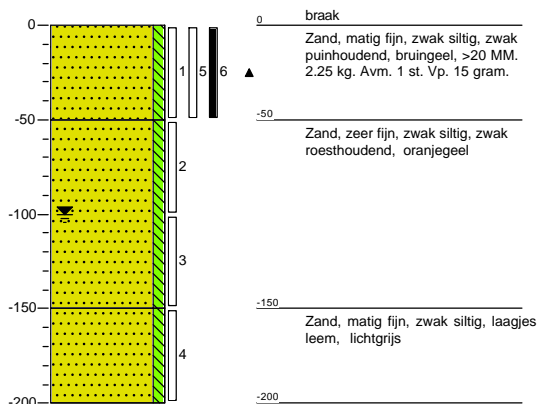 0
-50
-100
-150
-200
1
5
6
2
3
4
0
braak
Zand, matig fijn, zwak siltig, zwak
puinhoudend, bruingeel, >20 MM.
2.25 kg. Avm. 1 st. Vp. 15 gram.
-50
Zand, zeer fijn, zwak siltig, zwak
roesthoudend, oranjegeel
-150
Zand, matig fijn, zwak siltig, laagjes
leem, lichtgrijs
-200